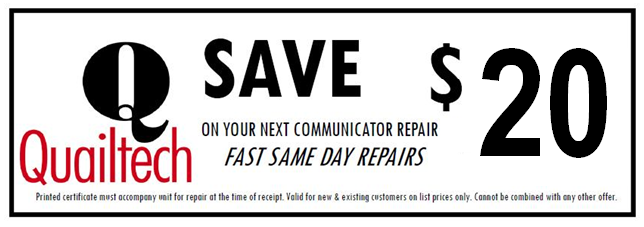 Q
Quailtech
SAVE $20
ON YOUR NEXT COMMUNICATOR REPAIR
FAST SAME DAY REPAIRS
Printed certificate must accompany unit for repair at the time of receipt. Valid for new & existing customers on list prices only. Cannot be combined with any other offer.